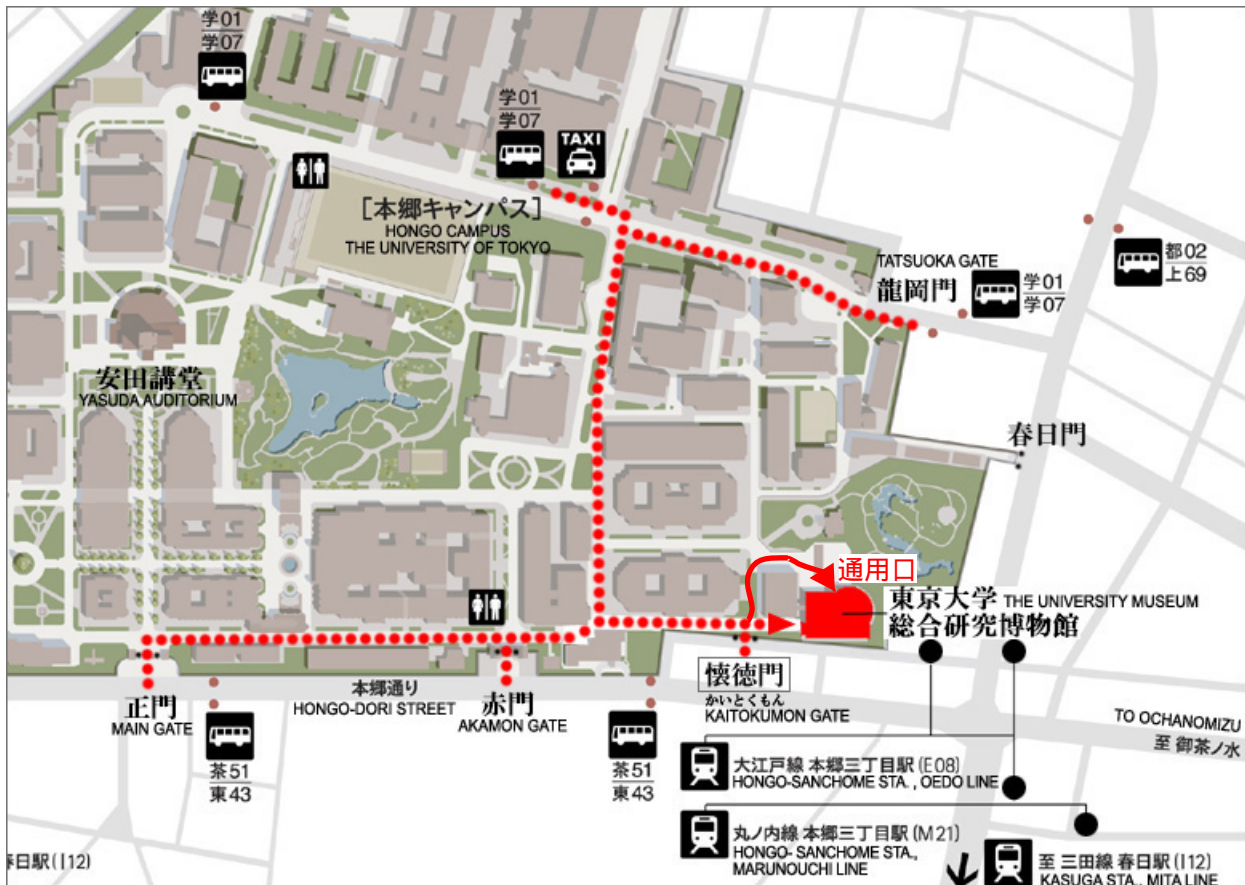 学01
学07
学01
学07
TAXI
[本郷キャンパス]
HONGO CAMPUS
THE UNIVERSITY OF TOKYO
都02
上69
TATSUOKA GATE
龍岡門
学01
学07
安田講堂
YASUDA AUDITORIUM
春日門
通用口
東京大学 THE UNIVERSITY MUSEUM
総合研究博物館
正門
MAIN GATE
本郷通り
HONGO-DORI STREET
赤門
AKAMON GATE
懐徳門
かいとくもん
KAITOKUMON GATE
TO OCHANOMIZU
至 御茶ノ水
茶51
東43
茶51
東43
大江戸線 本郷三丁目駅 (E08)
HONGO-SANCHOME STA. , OEDO LINE
丸ノ内線 本郷三丁目駅 (M21)
HONGO- SANCHOME STA.,
MARUNOUCHI LINE
春日駅 (I12)
至 三田線 春日駅 (I12)
KASUGA STA., MITA LINE